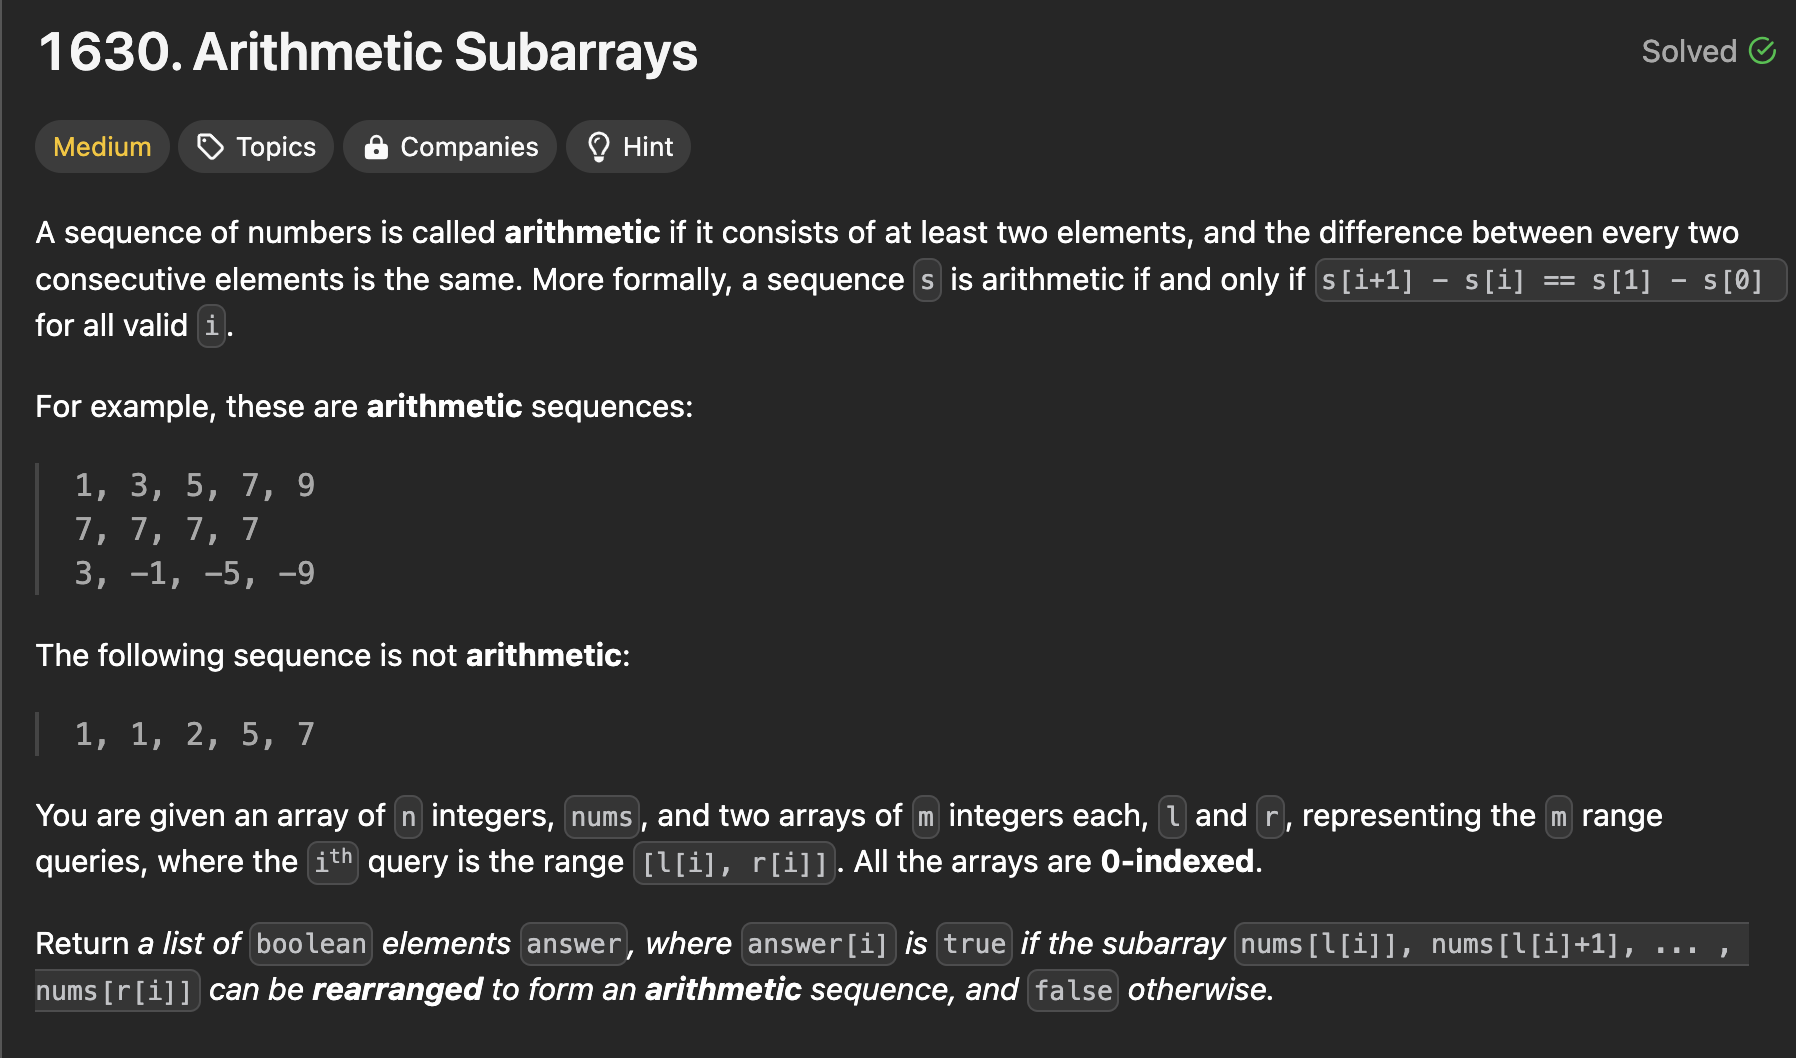 1630. Arithmetic Subarrays
Solved
Medium
Topics
Companies
Hint
A sequence of numbers is called arithmetic if it consists of at least two elements, and the difference between every two
consecutive elements is the same. More formally, a sequence s is arithmetic if and only if s[i+1] - s[i] == s[1] - s[0]
for all valid i.
For example, these are arithmetic sequences:
1, 3, 5, 7, 9
7, 7, 7, 7
3, -1, -5, -9
The following sequence is not arithmetic:
1, 1, 2, 5, 7
You are given an array of n integers, nums, and two arrays of m integers each, l and r, representing the m range
queries, where the ith query is the range [l[i], r[i]]. All the arrays are 0-indexed.
Return a list of boolean elements answer, where answer[i] is true if the subarray nums[l[i]], nums[l[i]+1], ... ,
nums[r[i]] can be rearranged to form an arithmetic sequence, and false otherwise.